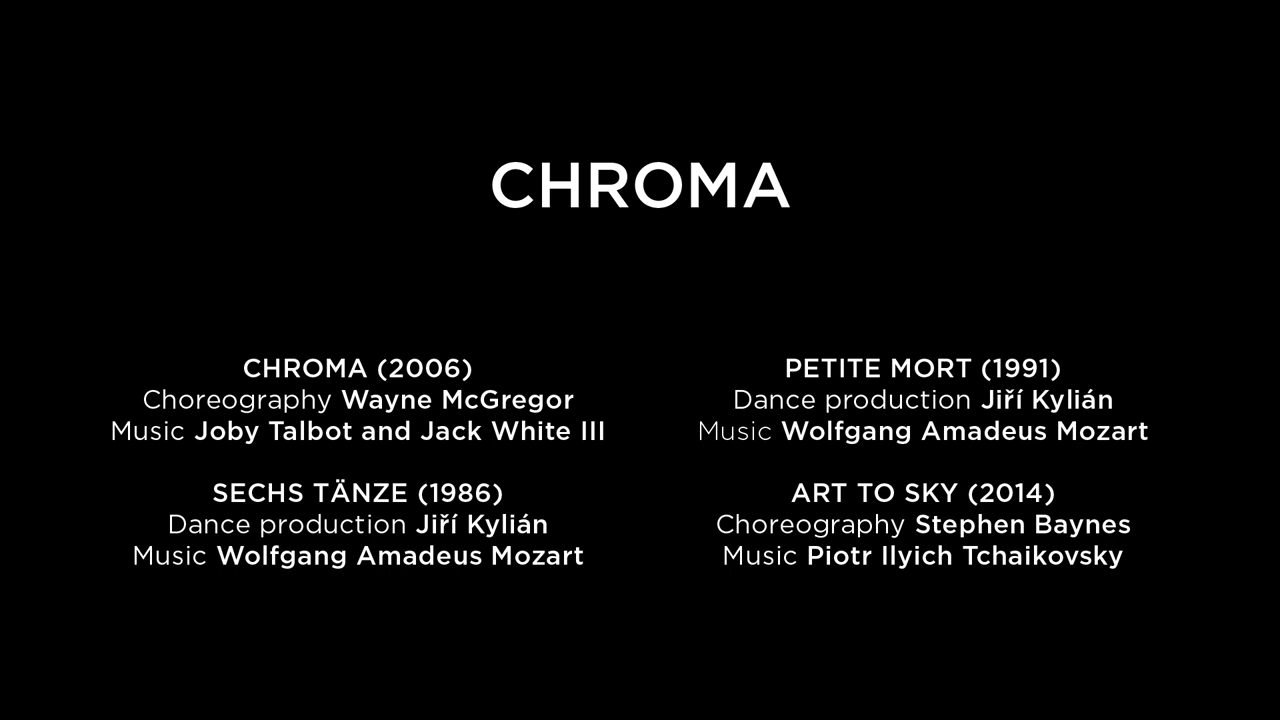 CHROMA
CHROMA (2006)
Choreography Wayne McGregor
Music Joby Talbot and Jack White III
SECHS TÄNZE (1986)
Dance production Jiří Kylián
Music Wolfgang Amadeus Mozart
PETITE MORT (1991)
Dance production Jiří Kylián
Music Wolfgang Amadeus Mozart
ART TO SKY (2014)
Choreography Stephen Baynes
Music Piotr Ilyich Tchaikovsky